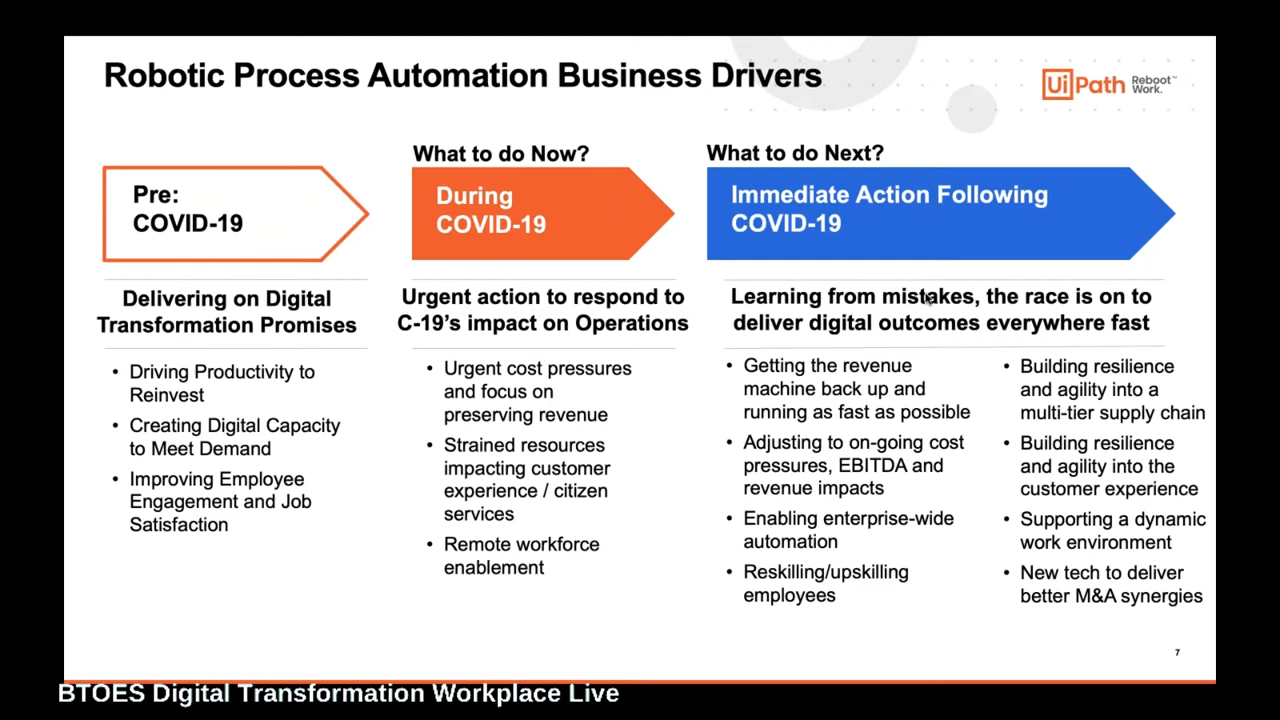 Robotic Process Automation Business Drivers
UiPath Reboot Work.™
What to do Now?
What to do Next?
Pre:
COVID-19
During
COVID-19
Immediate Action Following
COVID-19
Delivering on Digital
Transformation Promises
• Driving Productivity to
Reinvest
• Creating Digital Capacity
to Meet Demand
• Improving Employee
Engagement and Job
Satisfaction
Urgent action to respond to
C-19's impact on Operations
• Urgent cost pressures
and focus on
preserving revenue
• Strained resources
impacting customer
experience / citizen
services
• Remote workforce
enablement
Learning from mistakes, the race is on to
deliver digital outcomes everywhere fast
• Getting the revenue
machine back up and
running as fast as possible
• Adjusting to on-going cost
pressures, EBITDA and
revenue impacts
• Enabling enterprise-wide
automation
• Reskilling/upskilling
employees
• Building resilience
and agility into a
multi-tier supply chain
• Building resilience
and agility into the
customer experience
• Supporting a dynamic
work environment
• New tech to deliver
better M&A synergies
7
BTOES Digital Transformation Workplace Live